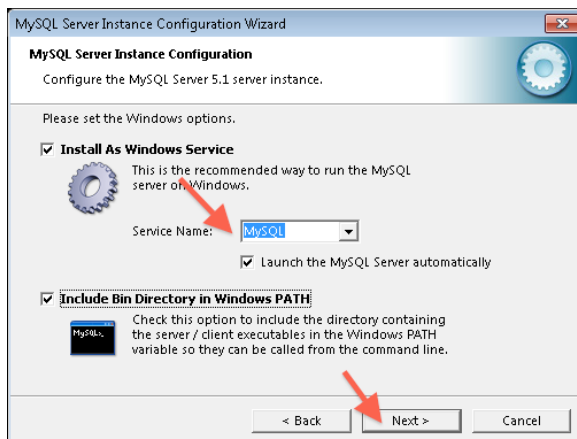 MySQL Server Instance Configuration Wizard
MySQL Server Instance Configuration
Configure the MySQL Server 5.1 server instance.
Please set the Windows options.
Install As Windows Service
This is the recommended way to run the MySQL
server on Windows.
Service Name:
MySQL
Launch the MySQL Server automatically
Include Bin Directory in Windows PATH
MySQL>_
Check this option to include the directory containing
the server / client executables in the Windows PATH
variable so they can be called from the command line.
< Back
Next >
Cancel